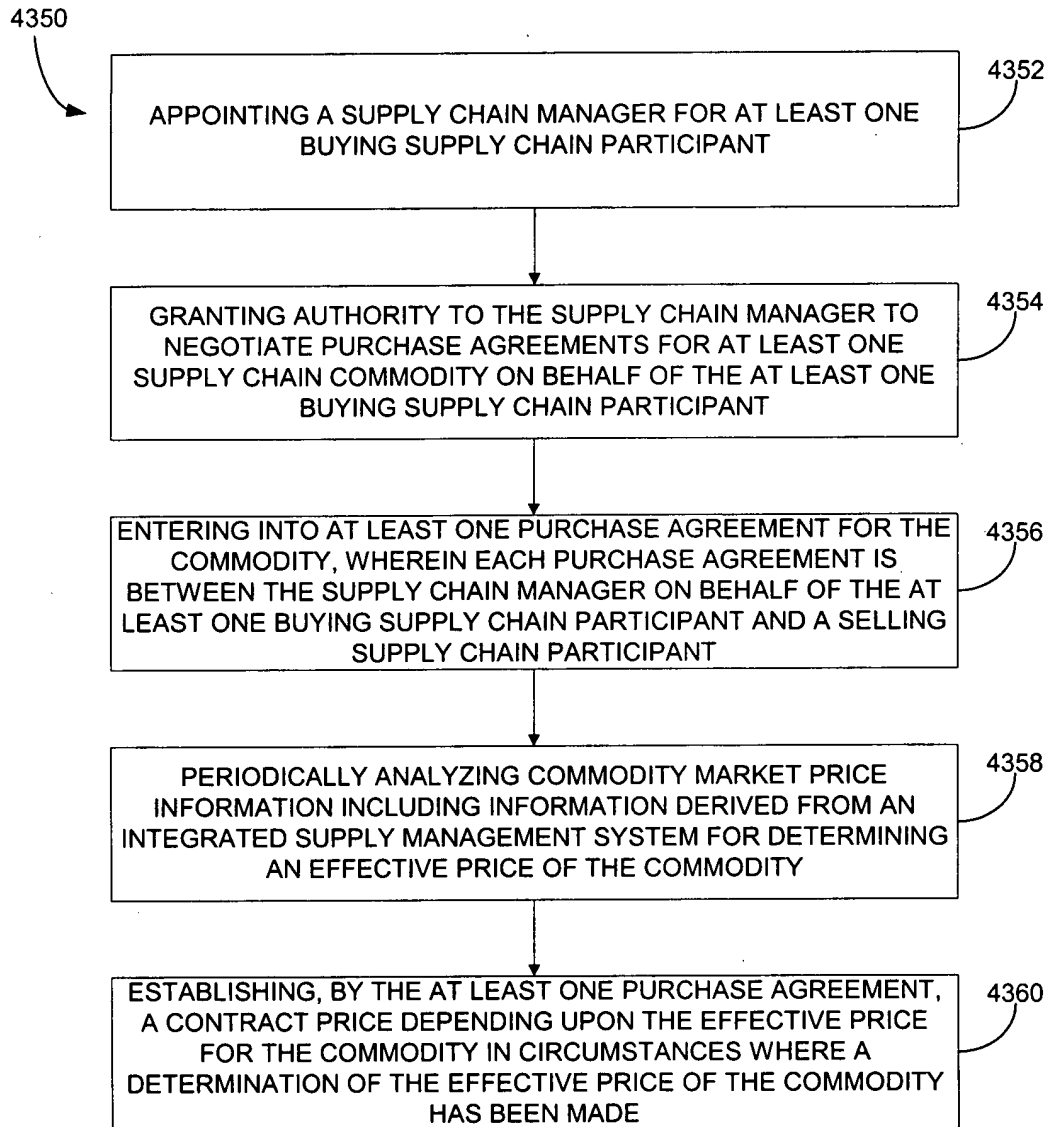 4350
4352
APPOINTING A SUPPLY CHAIN MANAGER FOR AT LEAST ONE
BUYING SUPPLY CHAIN PARTICIPANT
4354
GRANTING AUTHORITY TO THE SUPPLY CHAIN MANAGER TO
NEGOTIATE PURCHASE AGREEMENTS FOR AT LEAST ONE
SUPPLY CHAIN COMMODITY ON BEHALF OF THE AT LEAST ONE
BUYING SUPPLY CHAIN PARTICIPANT
4356
ENTERING INTO AT LEAST ONE PURCHASE AGREEMENT FOR THE
COMMODITY, WHEREIN EACH PURCHASE AGREEMENT IS
BETWEEN THE SUPPLY CHAIN MANAGER ON BEHALF OF THE AT
LEAST ONE BUYING SUPPLY CHAIN PARTICIPANT AND A SELLING
SUPPLY CHAIN PARTICIPANT
4358
PERIODICALLY ANALYZING COMMODITY MARKET PRICE
INFORMATION INCLUDING INFORMATION DERIVED FROM AN
INTEGRATED SUPPLY MANAGEMENT SYSTEM FOR DETERMINING
AN EFFECTIVE PRICE OF THE COMMODITY
4360
ESTABLISHING, BY THE AT LEAST ONE PURCHASE AGREEMENT,
A CONTRACT PRICE DEPENDING UPON THE EFFECTIVE PRICE
FOR THE COMMODITY IN CIRCUMSTANCES WHERE A
DETERMINATION OF THE EFFECTIVE PRICE OF THE COMMODITY
HAS BEEN MADE